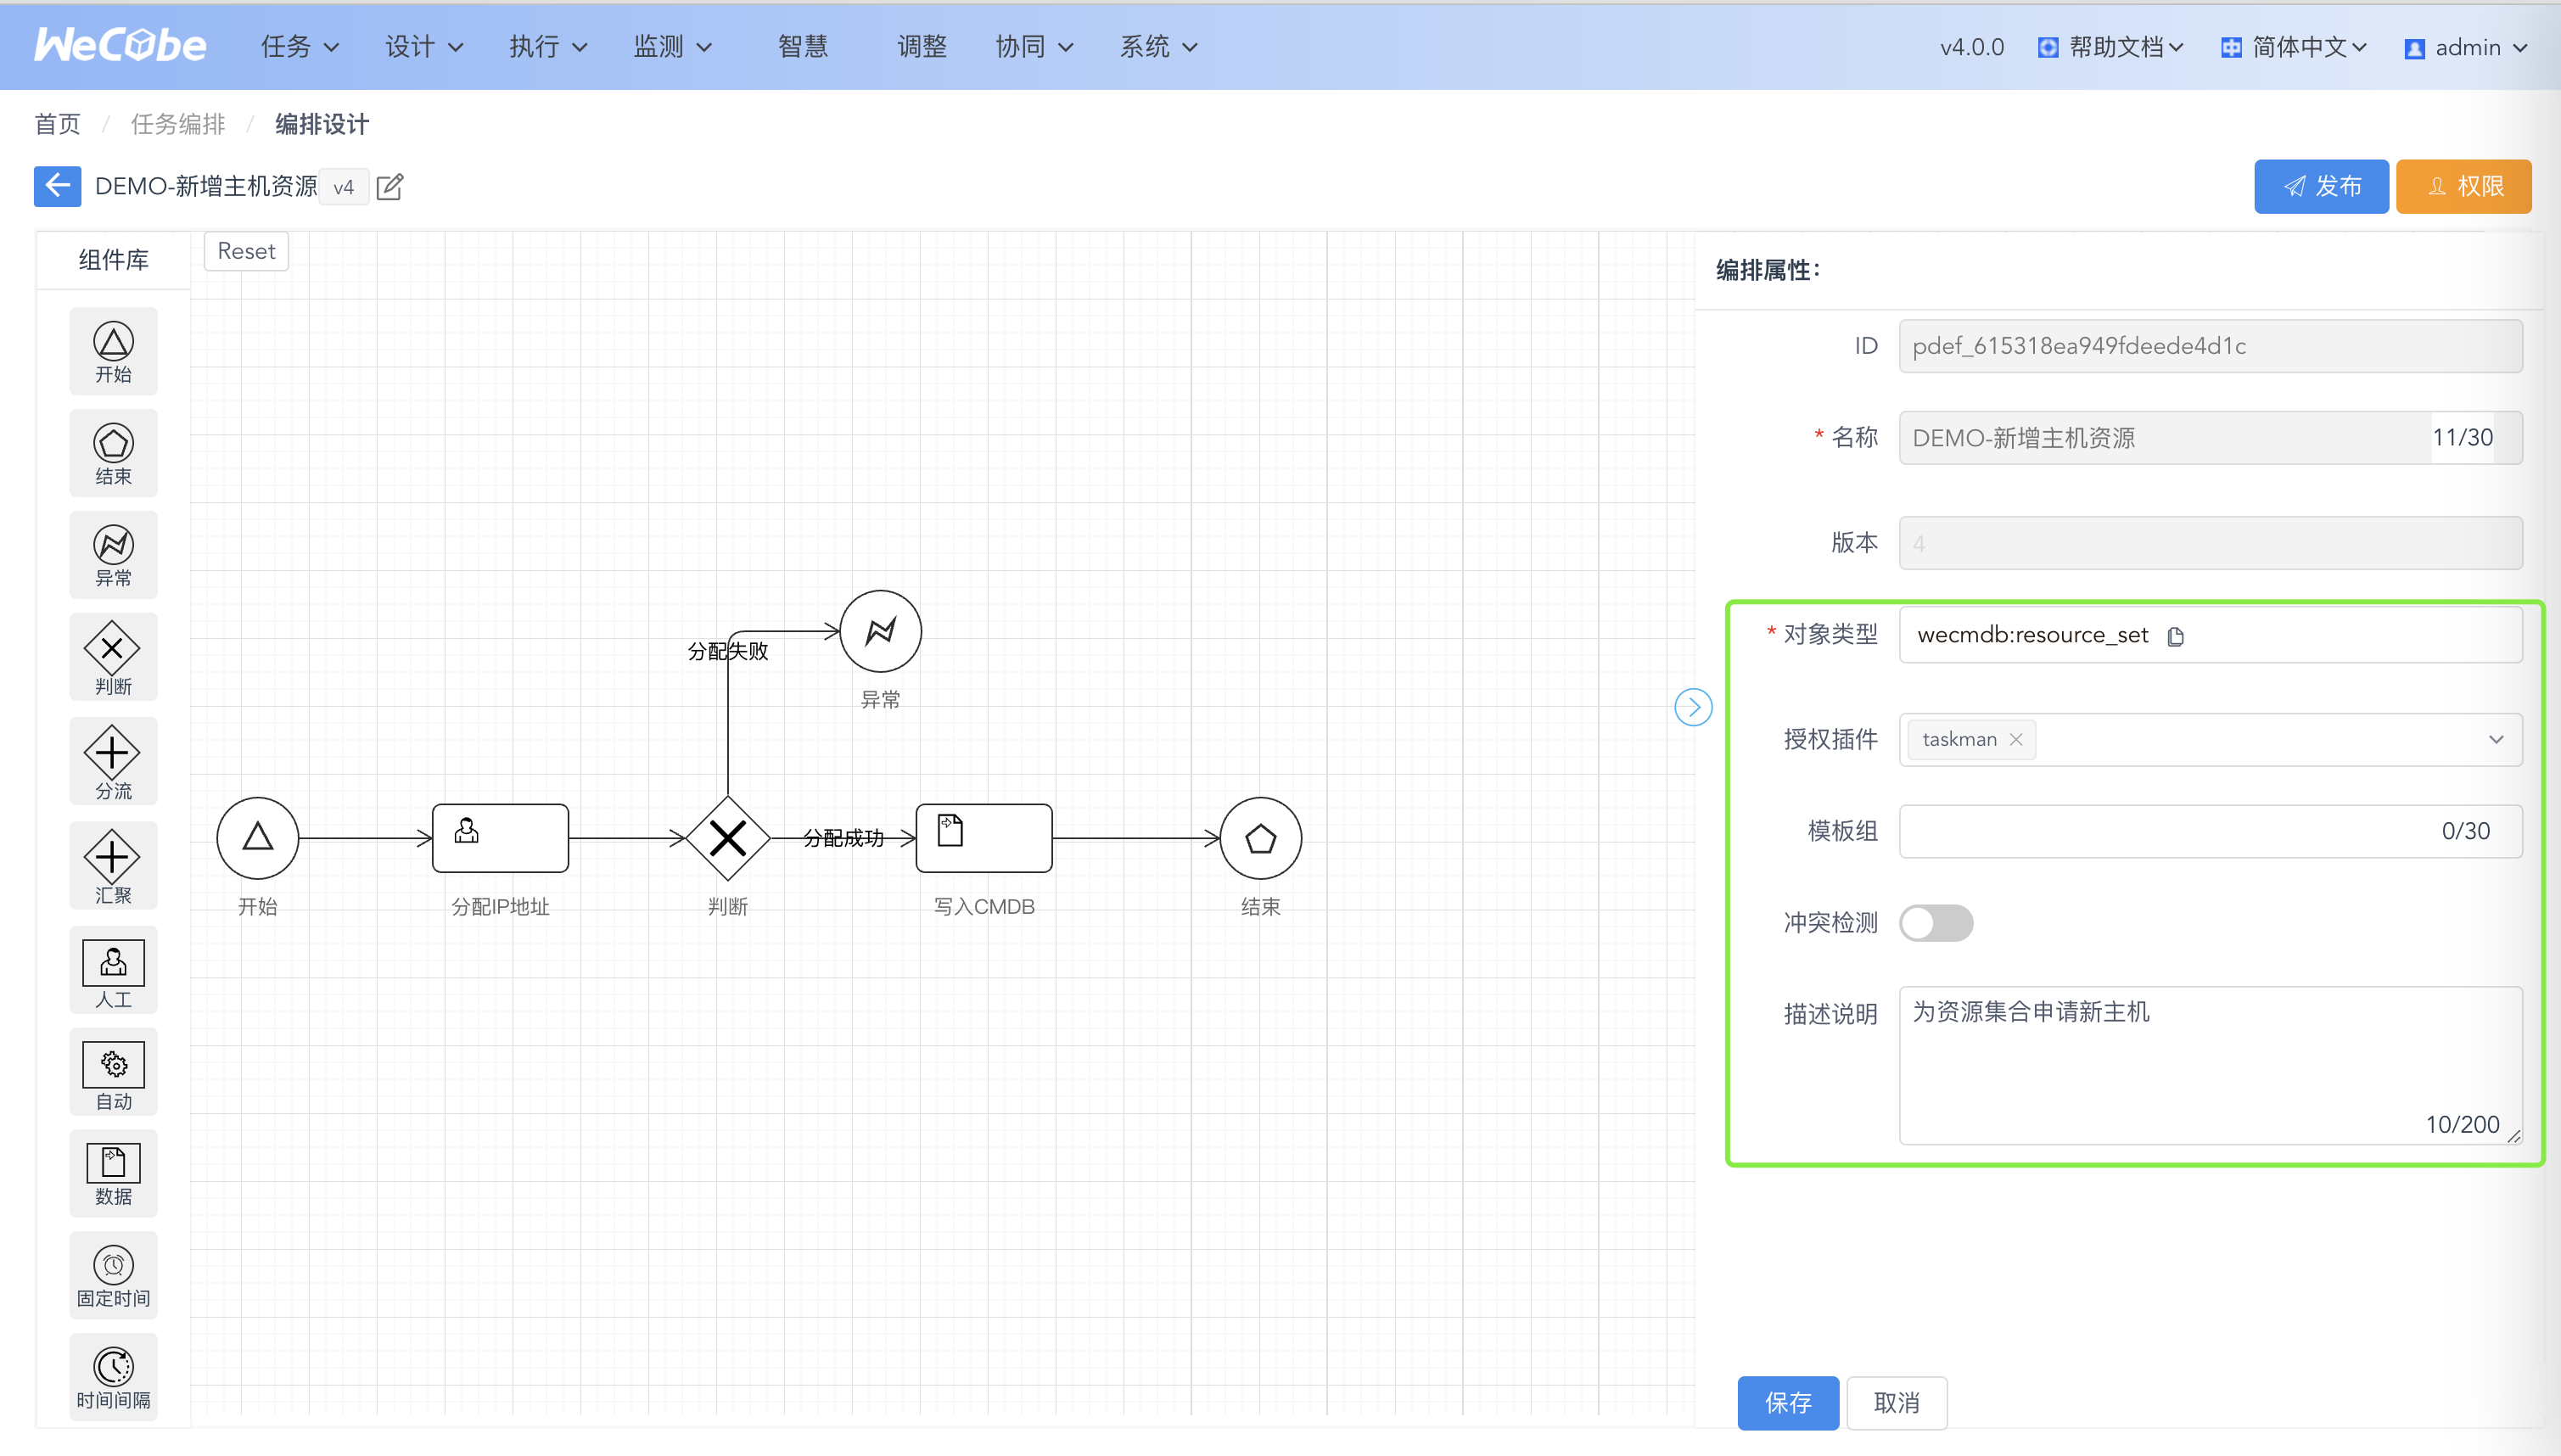 WeCube 任务 设计 执行 监测 智慧 调整 协同 系统 v4.0.0 帮助文档 简体中文 admin
首页 / 任务编排 / 编排设计
DEMO-新增主机资源 v4 发布 权限
组件库
开始
结束
异常
判断
分流
汇聚
人工
自动
数据
固定时间
时间间隔
Reset
分配失败
异常
分配成功
开始 分配IP地址 判断 写入CMDB 结束
编排属性：
ID pdef_615318ea949fdeede4d1c
* 名称 DEMO-新增主机资源 11/30
版本 4
* 对象类型 wecmdb:resource_set
授权插件 taskman
模板组 0/30
冲突检测
描述说明 为资源集合申请新主机
10/200
保存 取消